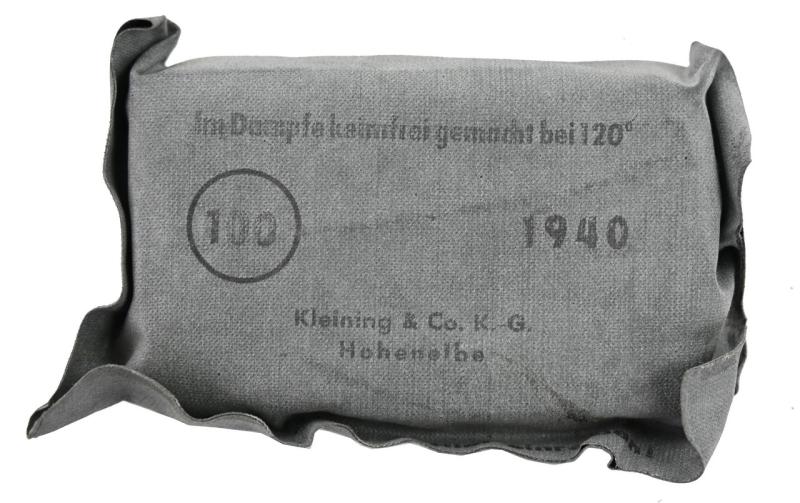 Im Dampfe keimfrei gemacht bei 120°
100
1940
Kleining & Co. K.-G.
Hohenelbe